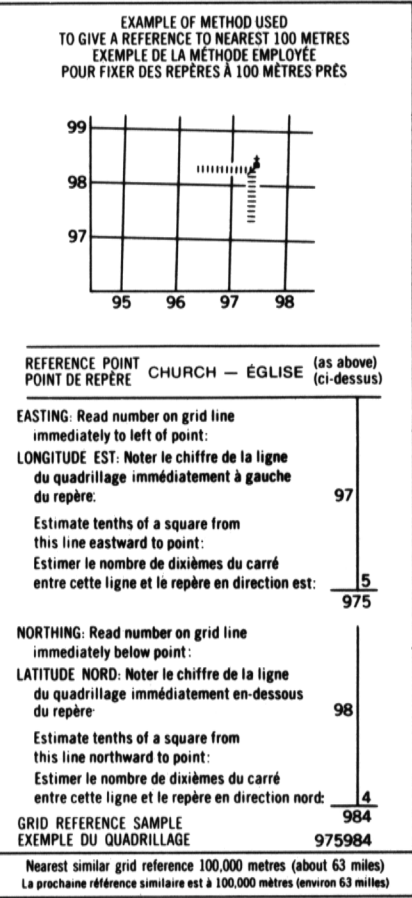 EXAMPLE OF METHOD USED
TO GIVE A REFERENCE TO NEAREST 100 METRES
EXEMPLE DE LA MÉTHODE EMPLOYÉE
POUR FIXER DES REPÈRES À 100 MÈTRES PRÈS
99
98
97
95 96 97 98
REFERENCE POINT
POINT DE REPÈRE
CHURCH — ÉGLISE
(as above)
(ci-dessus)
EASTING: Read number on grid line
immediately to left of point:
LONGITUDE EST: Noter le chiffre de la ligne
du quadrillage immédiatement à gauche
du repère: 97
Estimate tenths of a square from
this line eastward to point:
Estimer le nombre de dixièmes du carré
entre cette ligne et le repère en direction est: 5
975
NORTHING: Read number on grid line
immediately below point:
LATITUDE NORD: Noter le chiffre de la ligne
du quadrillage immédiatement en-dessous
du repère: 98
Estimate tenths of a square from
this line northward to point:
Estimer le nombre de dixièmes du carré
entre cette ligne et le repère en direction nord: 4
984
GRID REFERENCE SAMPLE
EXEMPLE DU QUADRILLAGE 975984
Nearest similar grid reference 100,000 metres (about 63 miles)
La prochaine référence similaire est à 100,000 mètres (environ 63 milles)